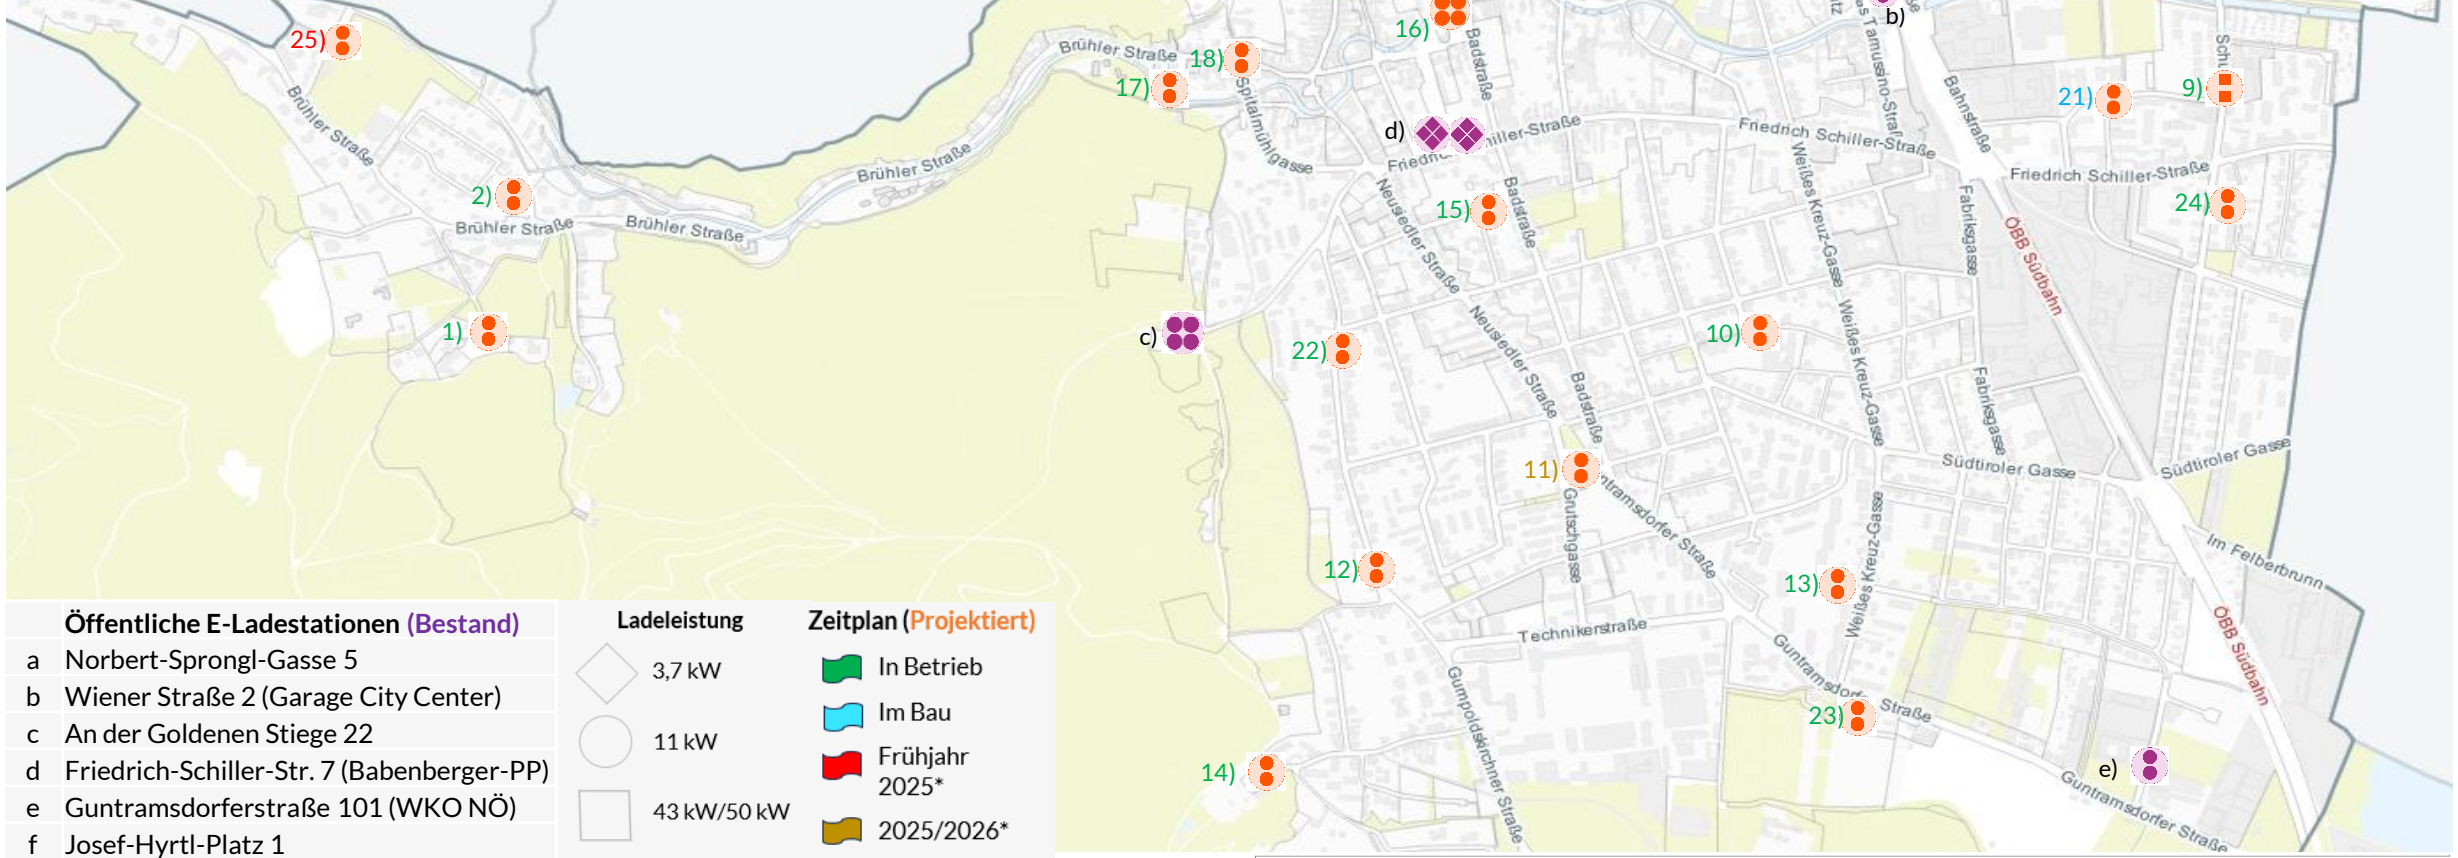 b)
16)
25)
Brühler Straße
18)
17)
Badstraße
Spitalmühlgasse
Bahnstraße
21)
9)
d)
Friedrich Schiller-Straße
Friedrich Schiller-Straße
Brühler Straße
Brühler Straße
Weißes Kreuz-Gasse
2)
Brühler Straße
Brühler Straße
Neusiedler Straße
15)
Badstraße
Fabriksgasse
ÖBB Südbahn
24)
1)
c)
22)
Neusiedler Straße
10)
Weißes Kreuz-Gasse
Badstraße
Fabriksgasse
11)
Südtiroler Gasse
Südtiroler Gasse
Grutschgasse
ntramsdorfer Straße
Weißes Kreuz-Gasse
12)
13)
Im Felberbrunn
ÖBB Südbahn
Technikerstraße
Guntramsdorfer Straße
23)
14)
Gumpoldskirchner Straße
e)
Guntramsdorfer Straße
Öffentliche E-Ladestationen (Bestand)
a Norbert-Sprongl-Gasse 5
b Wiener Straße 2 (Garage City Center)
c An der Goldenen Stiege 22
d Friedrich-Schiller-Str. 7 (Babenberger-PP)
e Guntramsdorferstraße 101 (WKO NÖ)
f Josef-Hyrtl-Platz 1
Ladeleistung
3,7 kW
11 kW
43 kW/50 kW
Zeitplan (Projektiert)
In Betrieb
Im Bau
Frühjahr
2025*
2025/2026*